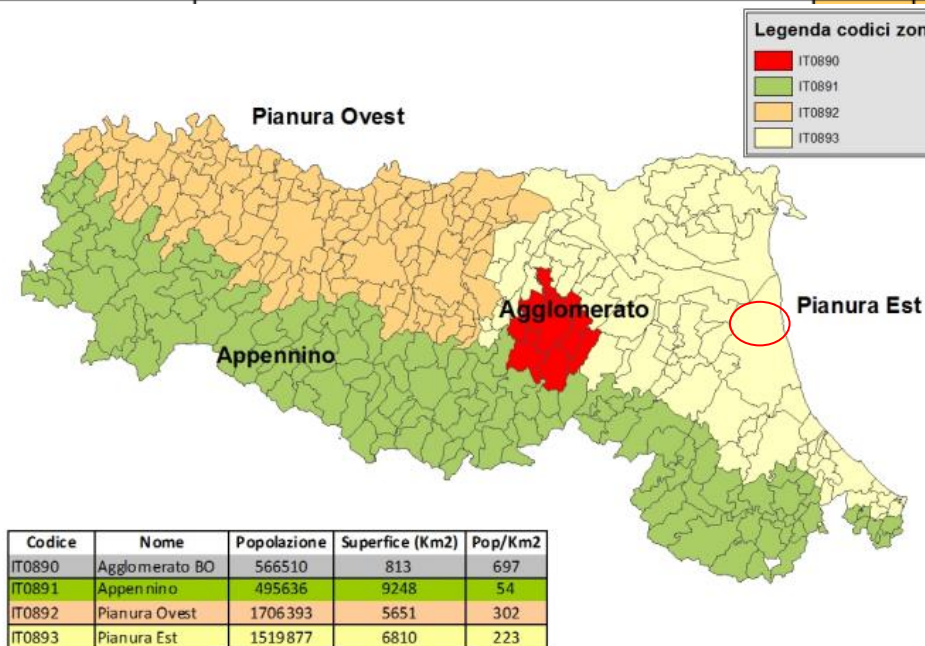 Legenda codici zon
IT0890
IT0891
IT0892
IT0893
Pianura Ovest
Agglomerato
Pianura Est
Appennino
Codice Nome Popolazione Superfice (Km2) Pop/Km2
IT0890 Agglomerato BO 566510 813 697
IT0891 Appennino 495636 9248 54
IT0892 Pianura Ovest 1706393 5651 302
IT0893 Pianura Est 1519877 6810 223